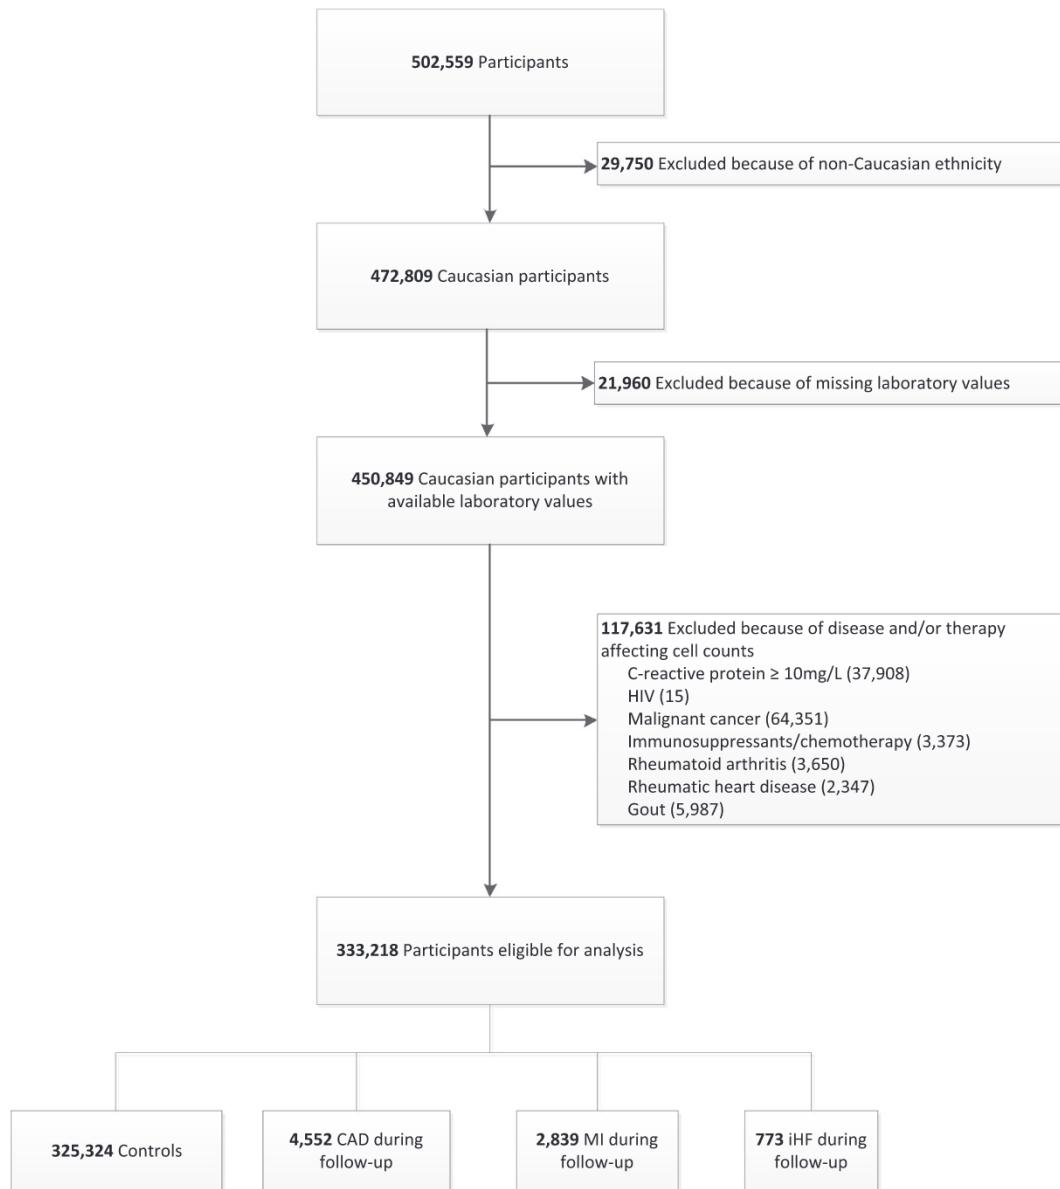 502,559 Participants
29,750 Excluded because of non-Caucasian ethnicity
472,809 Caucasian participants
21,960 Excluded because of missing laboratory values
450,849 Caucasian participants with
available laboratory values
117,631 Excluded because of disease and/or therapy
affecting cell counts
C-reactive protein ≥ 10mg/L (37,908)
HIV (15)
Malignant cancer (64,351)
Immunosuppressants/chemotherapy (3,373)
Rheumatoid arthritis (3,650)
Rheumatic heart disease (2,347)
Gout (5,987)
333,218 Participants eligible for analysis
325,324 Controls
4,552 CAD during
follow-up
2,839 MI during
follow-up
773 iHF during
follow-up